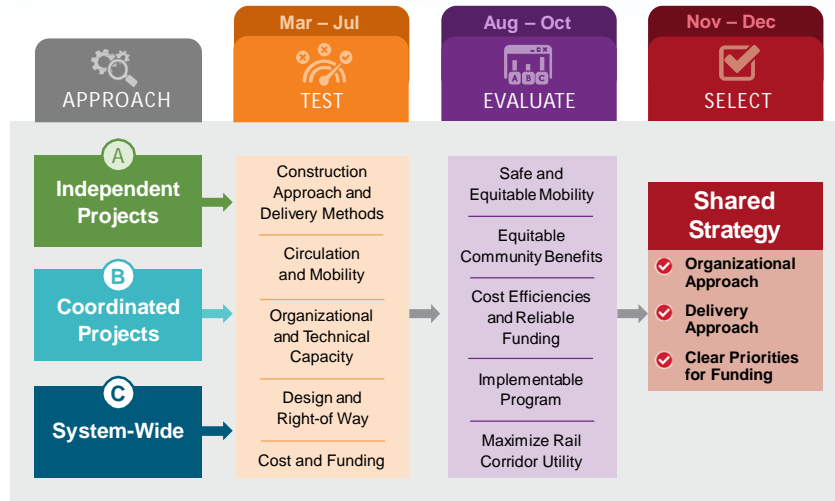 Mar – Jul
Aug – Oct
Nov – Dec
APPROACH
TEST
EVALUATE
A B C
SELECT
A
Independent
Projects
B
Coordinated
Projects
C
System-Wide
Construction
Approach and
Delivery Methods
Circulation
and Mobility
Organizational
and Technical
Capacity
Design and
Right-of Way
Cost and Funding
Safe and
Equitable Mobility
Equitable
Community Benefits
Cost Efficiencies
and Reliable
Funding
Implementable
Program
Maximize Rail
Corridor Utility
Shared
Strategy
Organizational
Approach
Delivery
Approach
Clear Priorities
for Funding